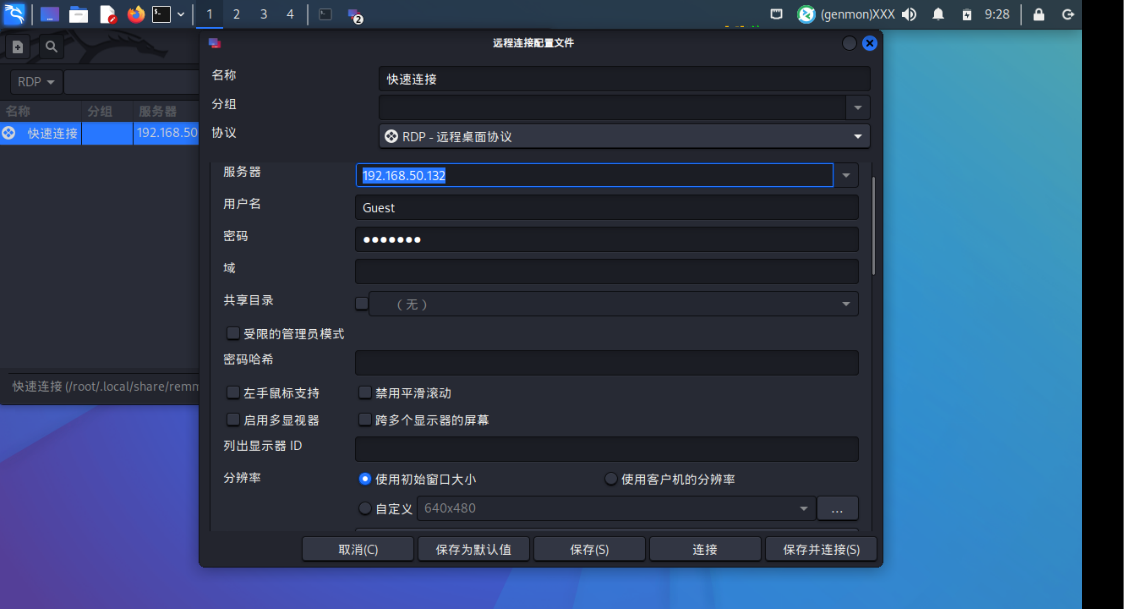 1 2 3 4 2 (genmon)XXX 9:28
远程连接配置文件
RDP
名称 分组 服务器
快速连接 192.168.50
快速连接 (/root/.local/share/remm
名称 快速连接
分组
协议 RDP - 远程桌面协议
服务器 192.168.50.132
用户名 Guest
密码 ●●●●●●●
域
共享目录 （无）
受限的管理员模式
密码哈希
左手鼠标支持 禁用平滑滚动
启用多显视器 跨多个显示器的屏幕
列出显示器 ID
分辨率 使用初始窗口大小 使用客户机的分辨率
自定义 640x480 ...
取消(C) 保存为默认值 保存(S) 连接 保存并连接(S)